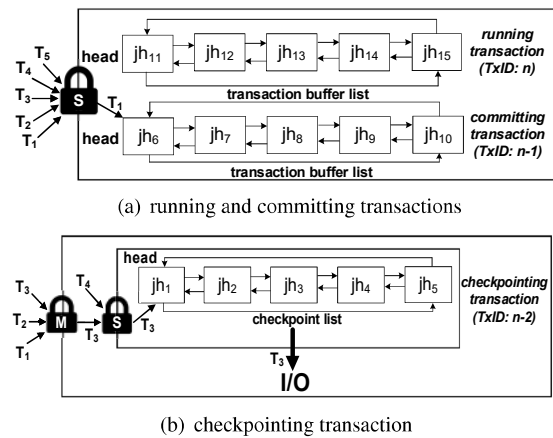 T5
T4
T3
T2
T1
S
T1
head
jh11
jh12
jh13
jh14
jh15
running
transaction
(TxID: n)
transaction buffer list
head
jh6
jh7
jh8
jh9
jh10
committing
transaction
(TxID: n-1)
transaction buffer list
(a) running and committing transactions
T3
T2
T1
M
T3
T4
S
T3
head
jh1
jh2
jh3
jh4
jh5
checkpoint list
checkpointing
transaction
(TxID: n-2)
T3
I/O
(b) checkpointing transaction